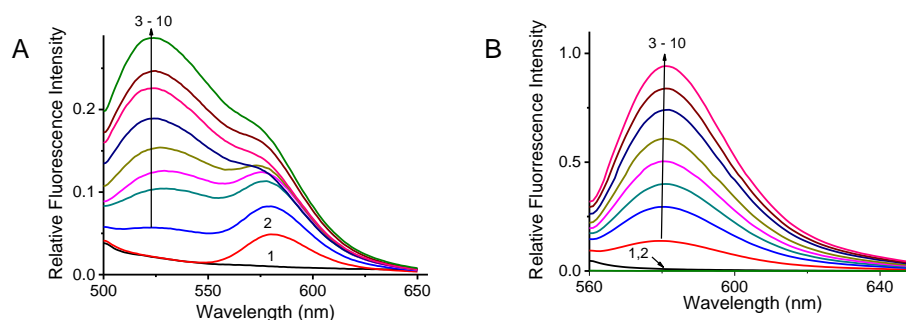 A
3 - 10
Relative Fluorescence Intensity
0.2
0.1
0.0
2
1
500
550
600
650
Wavelength (nm)
B
3 - 10
Relative Fluorescence Intensity
1.0
0.5
0.0
1,2
560
600
640
Wavelength (nm)